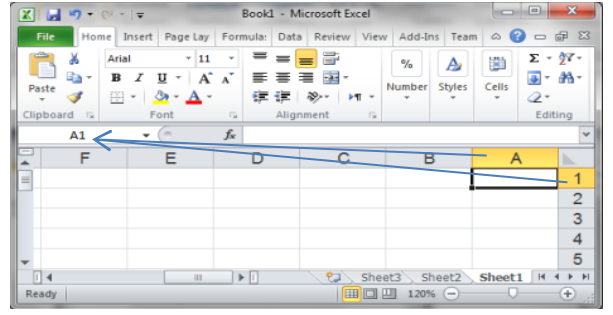 Book1 - Microsoft Excel
File Home Insert Page Lay Formula: Data Review View Add-Ins Team
Arial 11
Paste
B I U A A
% Number Styles Cells
Σ
Clipboard Font Alignment Editing
A1 fx
F E D C B A
1
2
3
4
5
Sheet3 Sheet2 Sheet1
Ready 120%